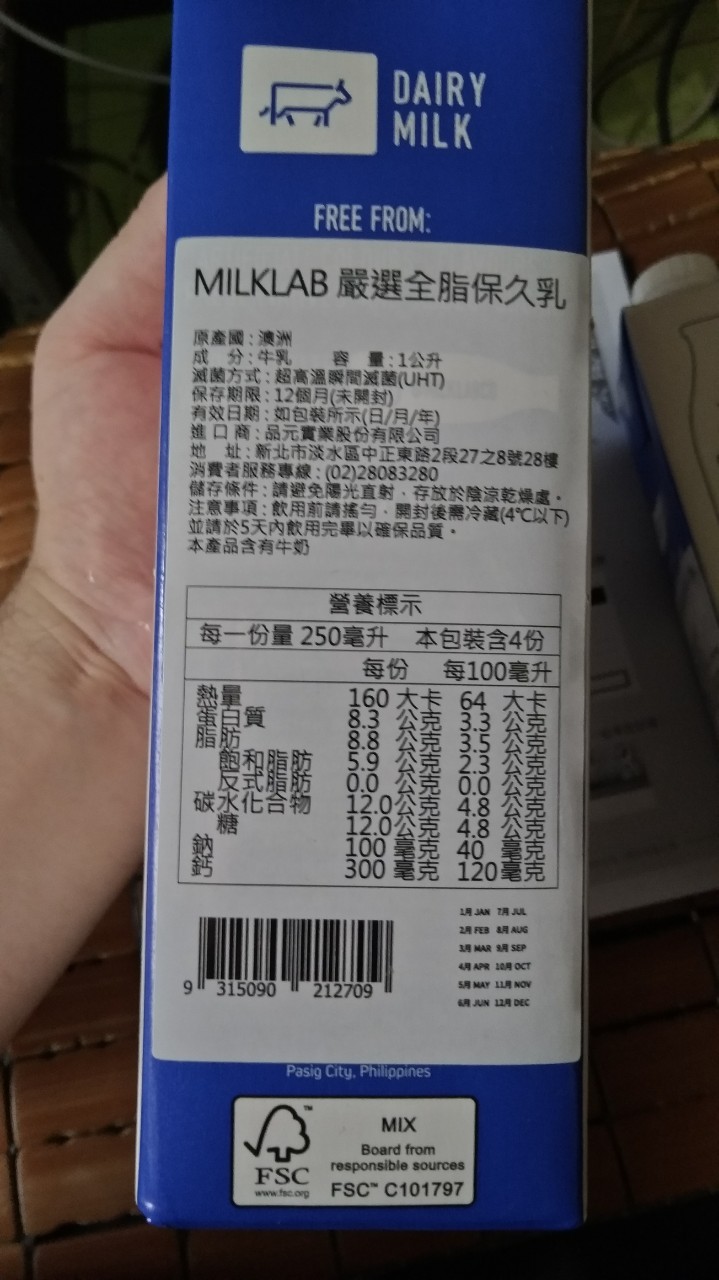 DAIRY
MILK
FREE FROM:
MILKLAB 嚴選全脂保久乳
原產國:澳洲
成 分:牛乳 容 量:1公升
滅菌方式:超高溫瞬間滅菌(UHT)
保存期限:12個月(未開封)
有效日期:如包裝所示(日/月/年)
進口商:品元實業股份有限公司
地 址:新北市淡水區中正東路2段27之8號28樓
消費者服務專線:(02)28083280
儲存條件:請避免陽光直射,存放於陰涼乾燥處。
注意事項:飲用前請搖勻,開封後需冷藏(4℃以下)
並請於5天內飲用完畢以確保品質。
本產品含有牛奶
營養標示
每一份量 250毫升 本包裝含4份
每份 每100毫升
熱量 160 大卡 64 大卡
蛋白質 8.3 公克 3.3 公克
脂肪 8.8 公克 3.5 公克
飽和脂肪 5.9 公克 2.3 公克
反式脂肪 0.0 公克 0.0 公克
碳水化合物 12.0公克 4.8 公克
糖 12.0公克 4.8 公克
鈉 100 毫克 40 毫克
鈣 300 毫克 120毫克
1月 JAN 7月 JUL
2月 FEB 8月 AUG
3月 MAR 9月 SEP
4月 APR 10月 OCT
5月 MAY 11月 NOV
6月 JUN 12月 DEC
9 315090 212709
Pasig City, Philippines
FSC
www.fsc.org
MIX
Board from
responsible sources
FSC™ C101797